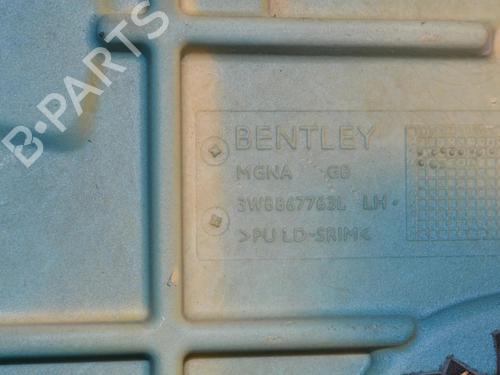 B-PARTS
BENTLEY
MGNA GB
3W8867763L LH
>PU LD-SRIM<